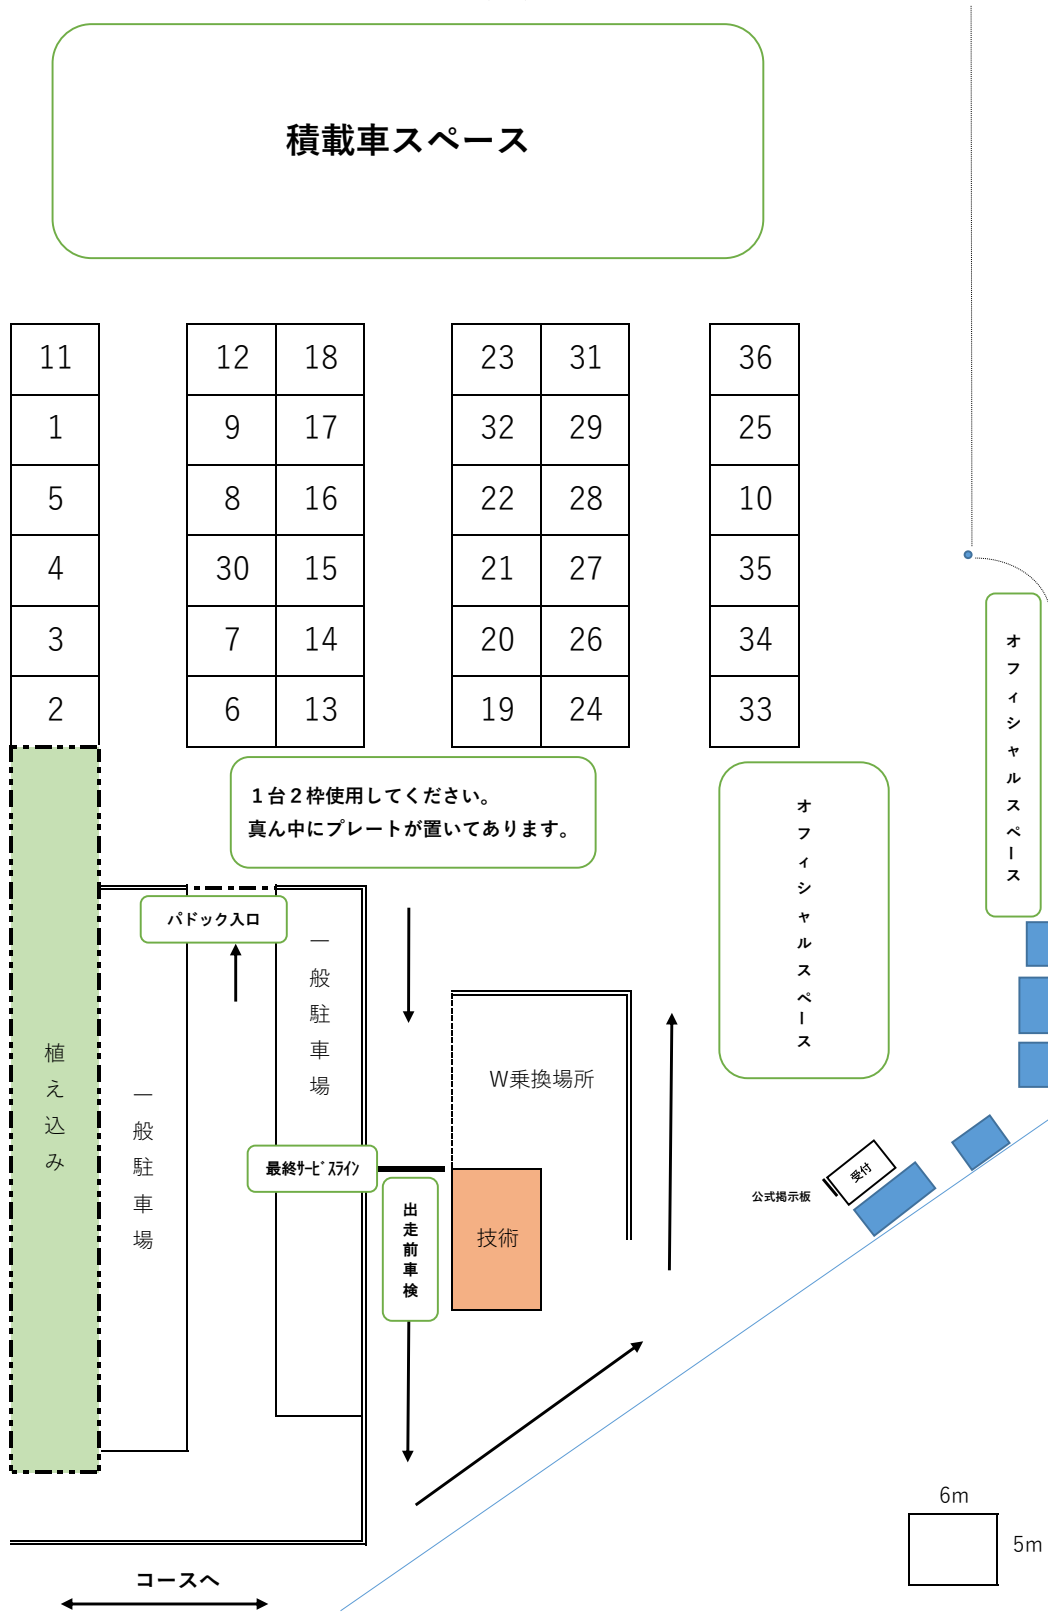 積載車スペース
11 12 18 23 31 36
1 9 17 32 29 25
5 8 16 22 28 10
4 30 15 21 27 35
3 7 14 20 26 34
2 6 13 19 24 33
オフィシャルスペース
１台２枠使用してください。
真ん中にプレートが置いてあります。
オフィシャルスペース
パドック入口
一般駐車場
植え込み
一般駐車場
W乗換場所
最終ｻｰﾋﾞｽﾗｲﾝ
受付
公式掲示板
出走前車検
技術
6m
5m
コースへ